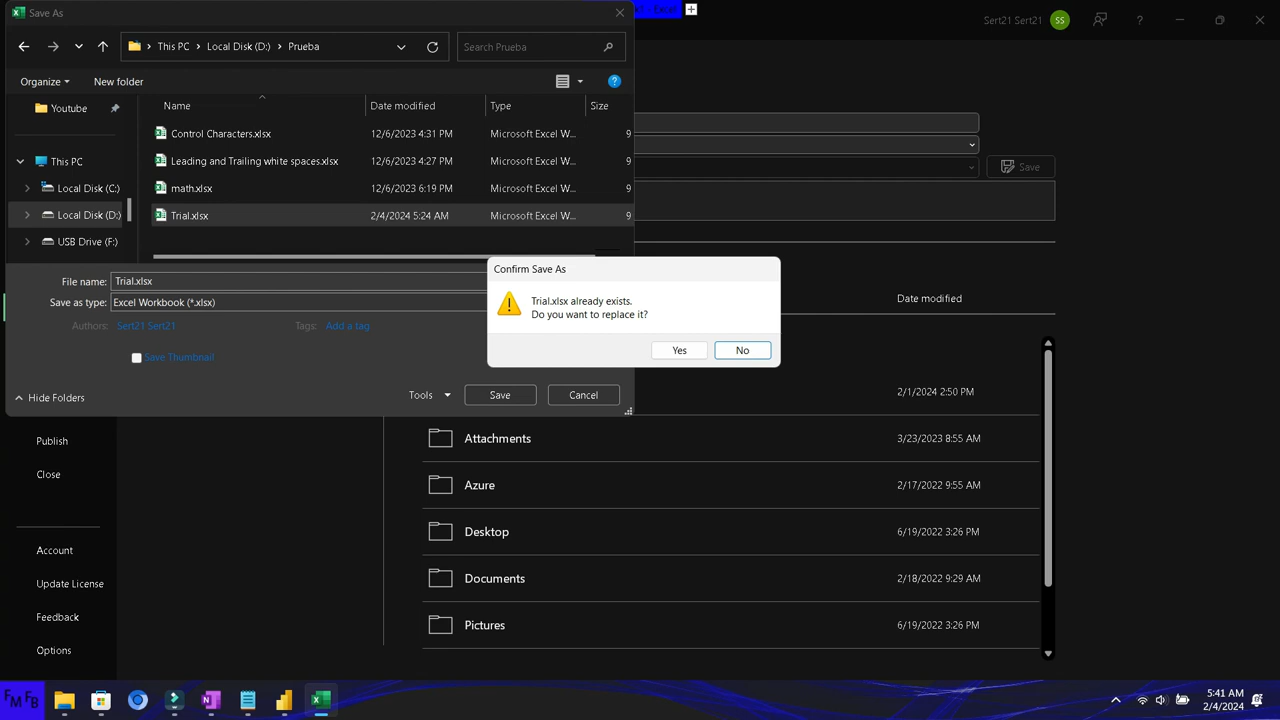 Save As
- Excel
Sert21 Sert21
SS
This PC
Local Disk (D:)
Prueba
Search Prueba
Organize
New folder
Name
Date modified
Type
Size
Youtube
This PC
Local Disk (C:)
Local Disk (D:)
USB Drive (F:)
Control Characters.xlsx
12/6/2023 4:31 PM
Microsoft Excel W...
9
Leading and Trailing white spaces.xlsx
12/6/2023 4:27 PM
Microsoft Excel W...
9
math.xlsx
12/6/2023 6:19 PM
Microsoft Excel W...
9
Trial.xlsx
2/4/2024 5:24 AM
Microsoft Excel W...
9
Save
File name:
Trial.xlsx
Save as type:
Excel Workbook (*.xlsx)
Authors:
Sert21 Sert21
Tags:
Add a tag
Save Thumbnail
Hide Folders
Tools
Save
Cancel
Confirm Save As
Trial.xlsx already exists.
Do you want to replace it?
Yes
No
Date modified
2/1/2024 2:50 PM
Attachments
3/23/2023 8:55 AM
Azure
2/17/2022 9:55 AM
Desktop
6/19/2022 3:26 PM
Documents
2/18/2022 9:29 AM
Pictures
6/19/2022 3:26 PM
Publish
Close
Account
Update License
Feedback
Options
FM FB
5:41 AM
2/4/2024